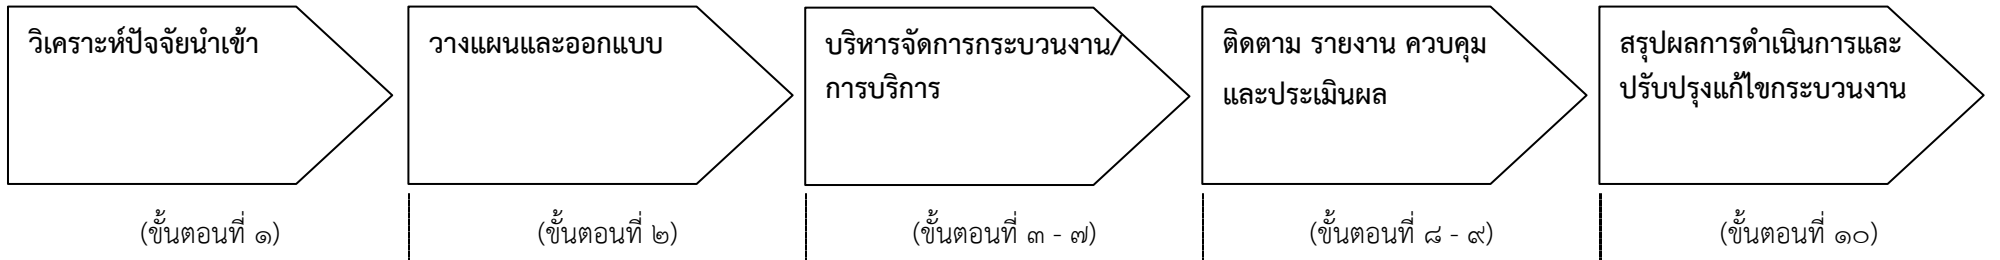 วิเคราะห์ปัจจัยนำเข้า
วางแผนและออกแบบ
บริหารจัดการกระบวนงาน/
การบริการ
ติดตาม รายงาน ควบคุม
และประเมินผล
สรุปผลการดำเนินการและ
ปรับปรุงแก้ไขกระบวนงาน
(ขั้นตอนที่ ๑)
(ขั้นตอนที่ ๒)
(ขั้นตอนที่ ๓ - ๗)
(ขั้นตอนที่ ๘ - ๙)
(ขั้นตอนที่ ๑๐)